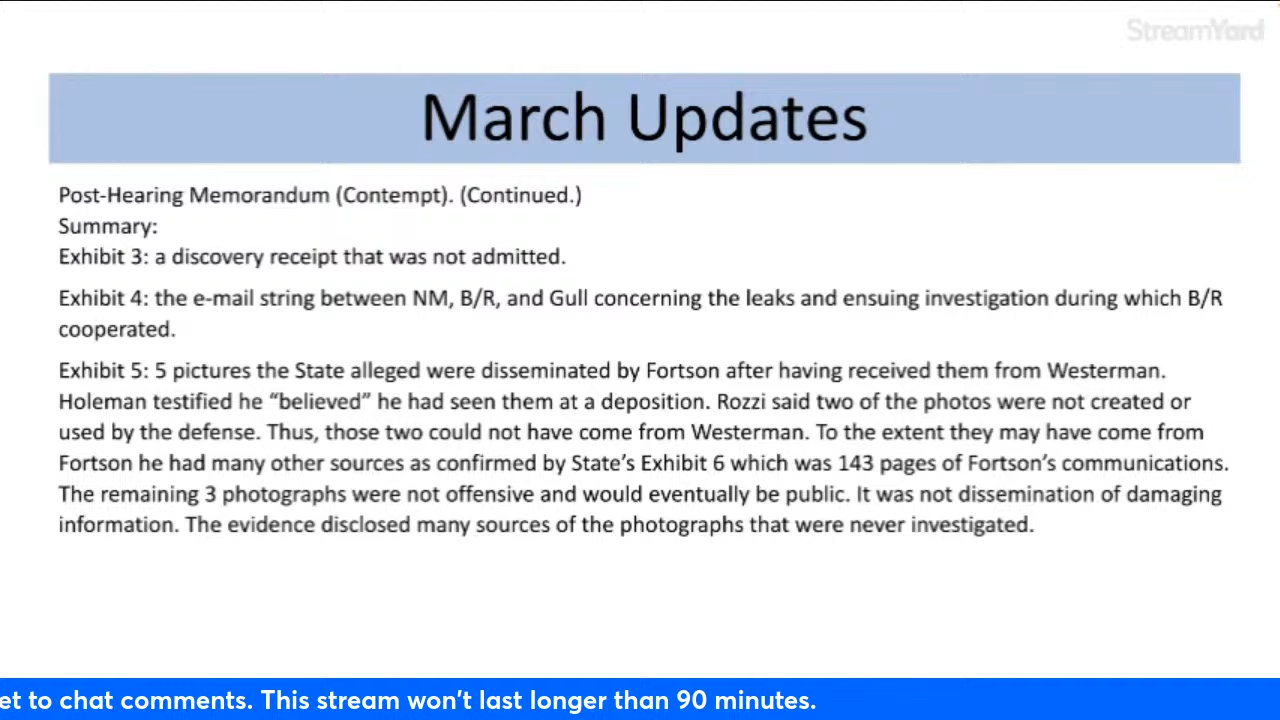 StreamYard
March Updates
Post-Hearing Memorandum (Contempt). (Continued.)
Summary:
Exhibit 3: a discovery receipt that was not admitted.
Exhibit 4: the e-mail string between NM, B/R, and Gull concerning the leaks and ensuing investigation during which B/R
cooperated.
Exhibit 5: 5 pictures the State alleged were disseminated by Fortson after having received them from Westerman.
Holeman testified he “believed” he had seen them at a deposition. Rozzi said two of the photos were not created or
used by the defense. Thus, those two could not have come from Westerman. To the extent they may have come from
Fortson he had many other sources as confirmed by State’s Exhibit 6 which was 143 pages of Fortson’s communications.
The remaining 3 photographs were not offensive and would eventually be public. It was not dissemination of damaging
information. The evidence disclosed many sources of the photographs that were never investigated.
et to chat comments. This stream won’t last longer than 90 minutes.